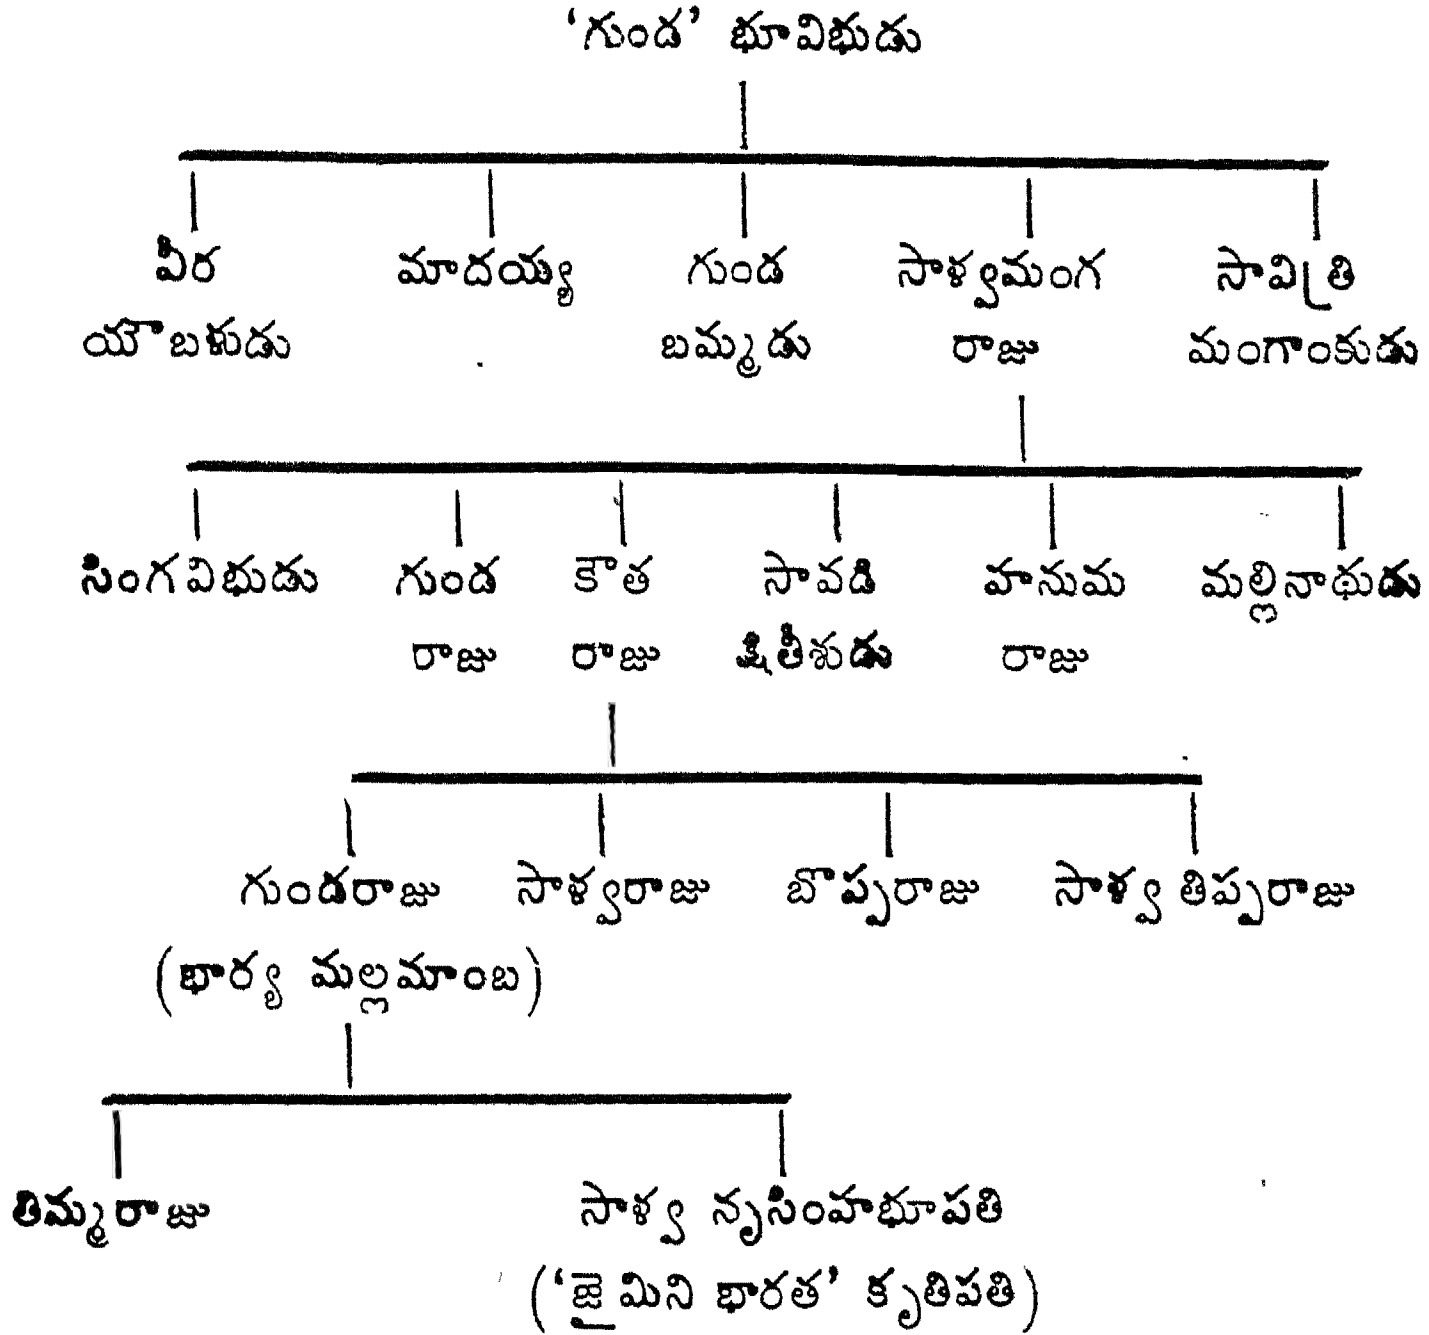 ‘గుండ’ భూవిభుడు
వీర మాదయ్య గుండ సాళ్వమంగ సావిత్రి
యౌబళుడు బమ్మడు రాజు మంగాంకుడు
సింగవిభుడు గుండ కౌత సావడి హనుమ మల్లినాథుడు
రాజు రాజు క్షితీశుడు రాజు
గుండరాజు సాళ్వరాజు బొప్పరాజు సాళ్వ తిప్పరాజు
(భార్య మల్లమాంబ)
తిమ్మరాజు సాళ్వ నృసింహభూపతి
(‘జైమిని భారత’ కృతిపతి)